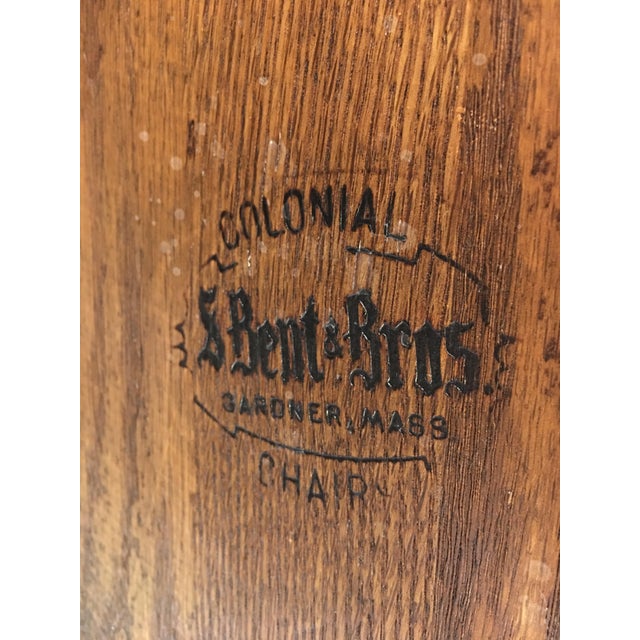 COLONIAL
S Bent & Bros.
GARDNER, MASS
CHAIR